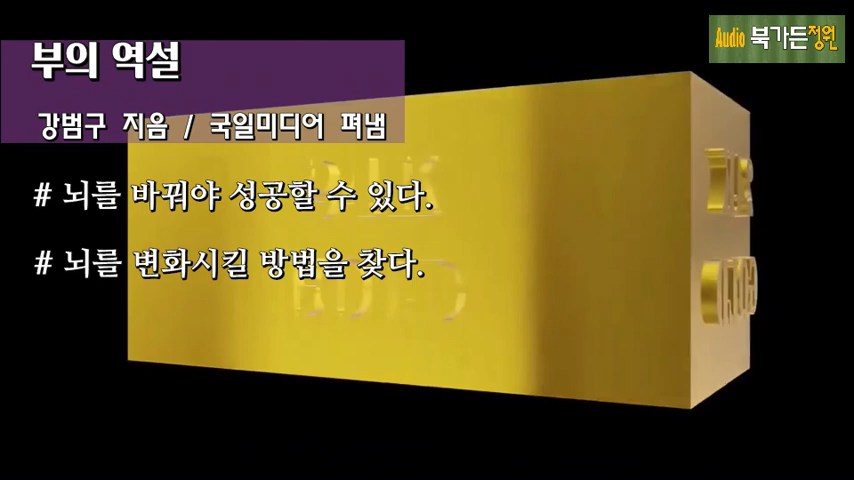 Audio 북가든정원
부의 역설
강범구 지음 / 국일미디어 펴냄
# 뇌를 바꿔야 성공할 수 있다.
# 뇌를 변화시킬 방법을 찾다.